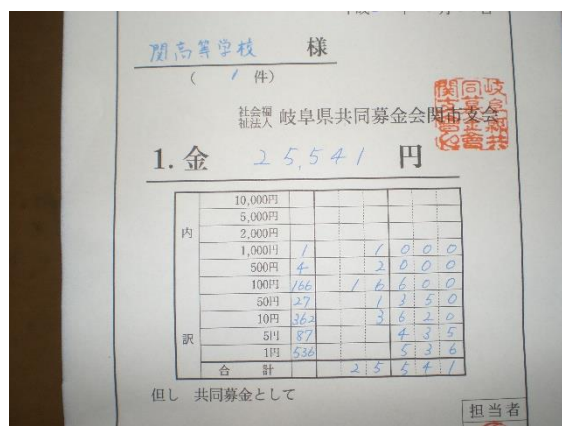 関高等学校 様
( 1 件)
社会福祉法人 岐阜県共同募金会関市支会
1. 金 25,541 円
内訳
10,000円
5,000円
2,000円
1,000円 1 1000
500円 4 2000
100円 166 16600
50円 27 1350
10円 362 3620
5円 87 435
1円 536 536
合計 25541
但し 共同募金として
担当者